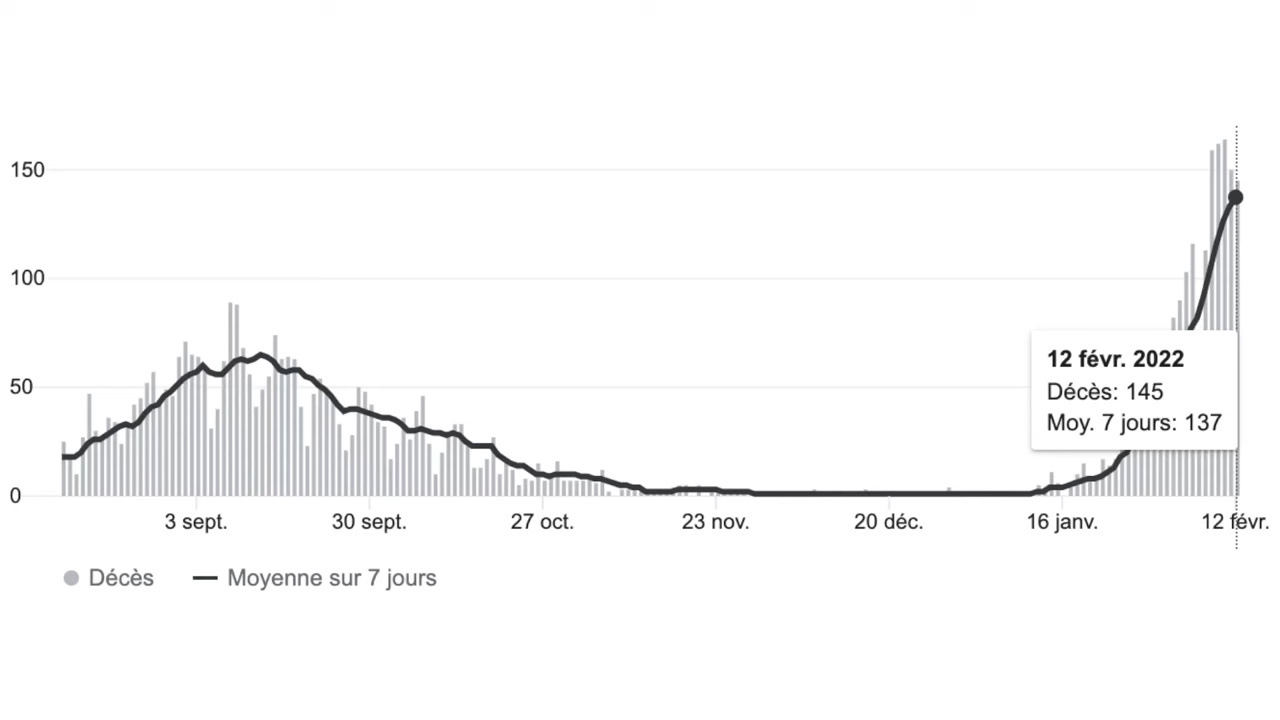 150
100
50
0
12 févr. 2022
Décès: 145
Moy. 7 jours: 137
3 sept. 30 sept. 27 oct. 23 nov. 20 déc. 16 janv. 12 févr.
Décès Moyenne sur 7 jours